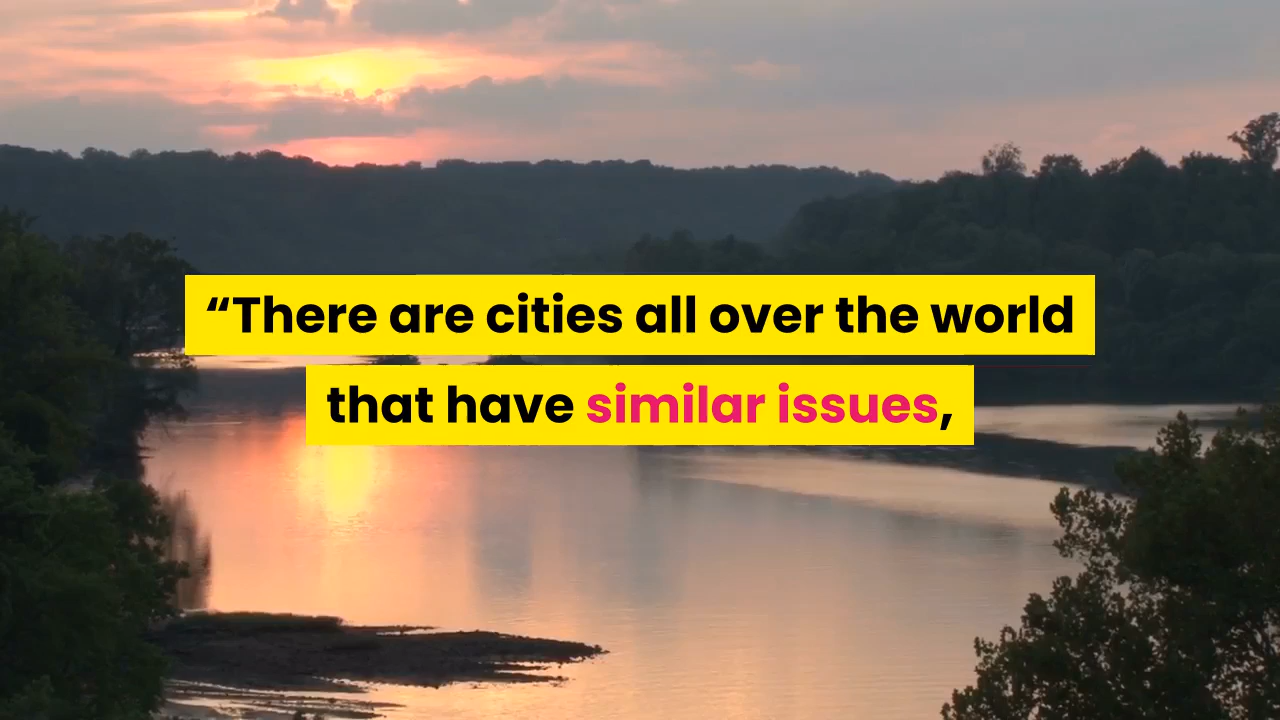 “There are cities all over the world
that have similar issues,